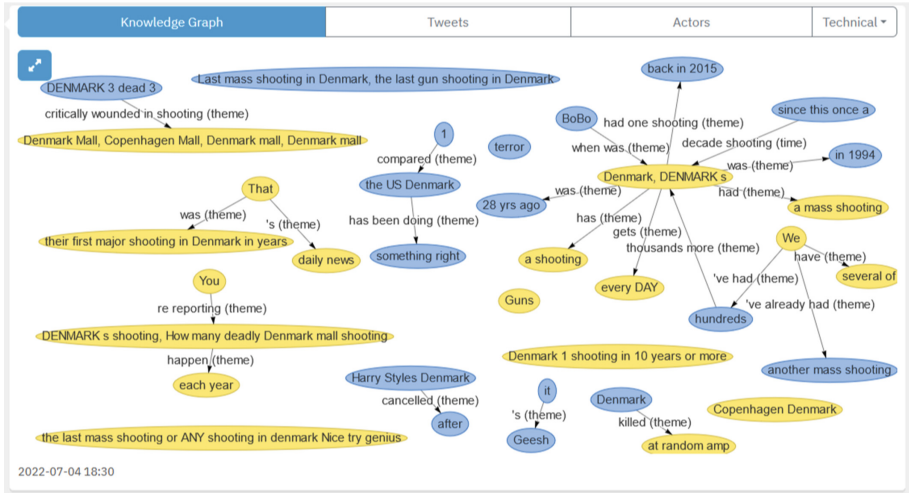 Knowledge Graph
Tweets
Actors
Technical
DENMARK 3 dead 3
Last mass shooting in Denmark, the last gun shooting in Denmark
back in 2015
critically wounded in shooting (theme)
Denmark Mall, Copenhagen Mall, Denmark mall, Denmark mall
1
compared (theme)
the US Denmark
has been doing (theme)
something right
terror
BoBo
had one shooting (theme)
since this once a
when was (theme)
decade shooting (time)
Denmark, DENMARK s
was (theme)
in 1994
was (theme)
28 yrs ago
had (theme)
a mass shooting
has (theme)
gets (theme)
thousands more (theme)
a shooting
every DAY
hundreds
We
have (theme)
several of
've had (theme)
've already had (theme)
another mass shooting
That
was (theme)
's (theme)
their first major shooting in Denmark in years
daily news
You
re reporting (theme)
DENMARK s shooting, How many deadly Denmark mall shooting
happen (theme)
each year
Guns
Denmark 1 shooting in 10 years or more
Harry Styles Denmark
cancelled (theme)
after
it
's (theme)
Geesh
Denmark
killed (theme)
at random amp
Copenhagen Denmark
the last mass shooting or ANY shooting in denmark Nice try genius
2022-07-04 18:30